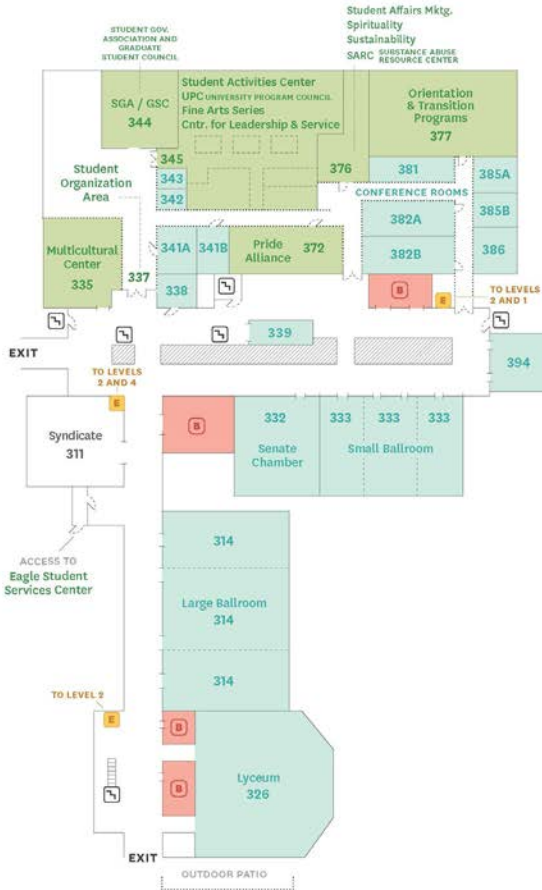 Student Affairs Mktg.
Spirituality
Sustainability
SARC SUBSTANCE ABUSE
RESOURCE CENTER
STUDENT GOV.
ASSOCIATION AND
GRADUATE
STUDENT COUNCIL
SGA / GSC
344
Student Activities Center
UPC UNIVERSITY PROGRAM COUNCIL
Fine Arts Series
Cntr. for Leadership & Service
Orientation
& Transition
Programs
377
345
343
342
376
381
385A
Student
Organization
Area
CONFERENCE ROOMS
382A
385B
Multicultural
Center
335
337
341A
341B
Pride
Alliance
372
382B
386
338
B
E
TO LEVELS
2 AND 1
339
EXIT
394
TO LEVELS
2 AND 4
E
Syndicate
311
B
332
Senate
Chamber
333
333
333
Small Ballroom
ACCESS TO
Eagle Student
Services Center
314
Large Ballroom
314
314
TO LEVEL 2
E
B
B
Lyceum
326
EXIT
OUTDOOR PATIO